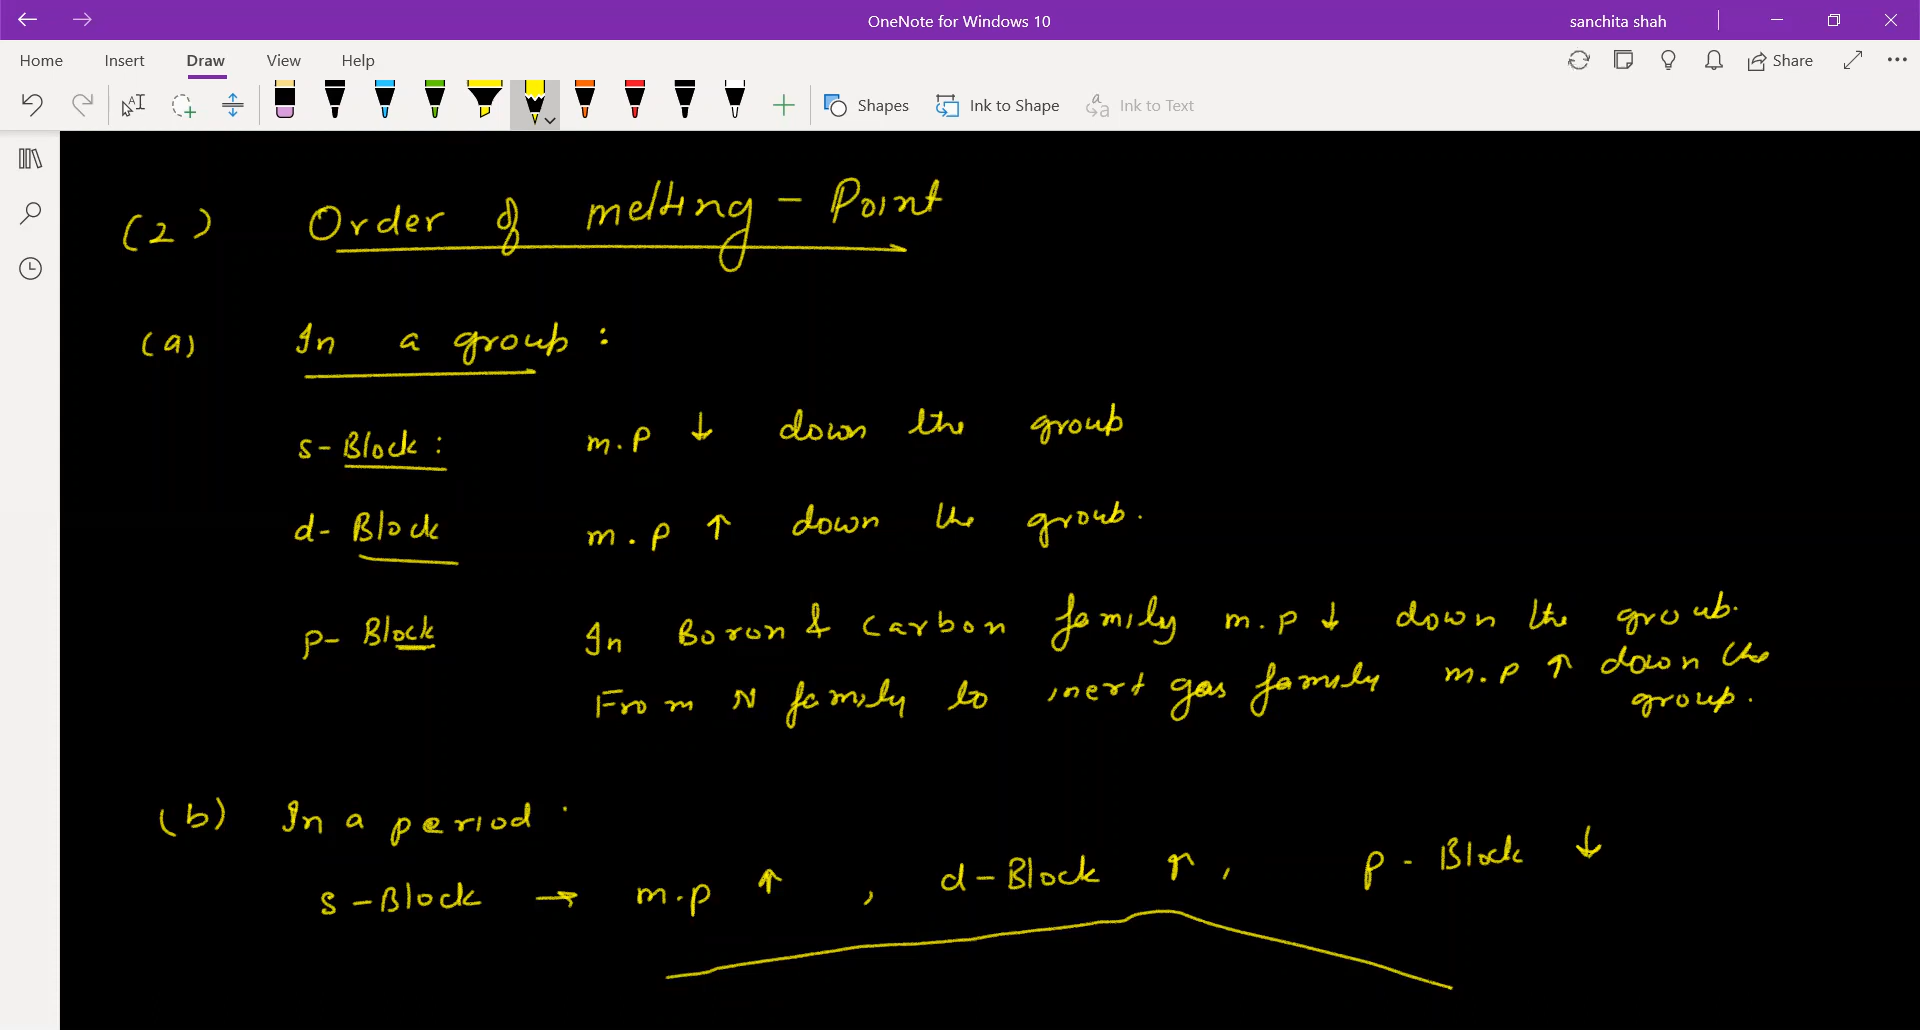 OneNote for Windows 10
sanchita shah
Home Insert Draw View Help
Share
Shapes Ink to Shape Ink to Text
(2) Order of melting - Point
(a) In a group :
s-Block : m.p ↓ down the group
d-Block m.p ↑ down the group.
p-Block In Boron & Carbon family m.p ↓ down the group.
From N family to inert gas family m.p ↑ down the
group.
(b) In a period :
s-Block → m.p ↑ , d-Block ↑ , p-Block ↓